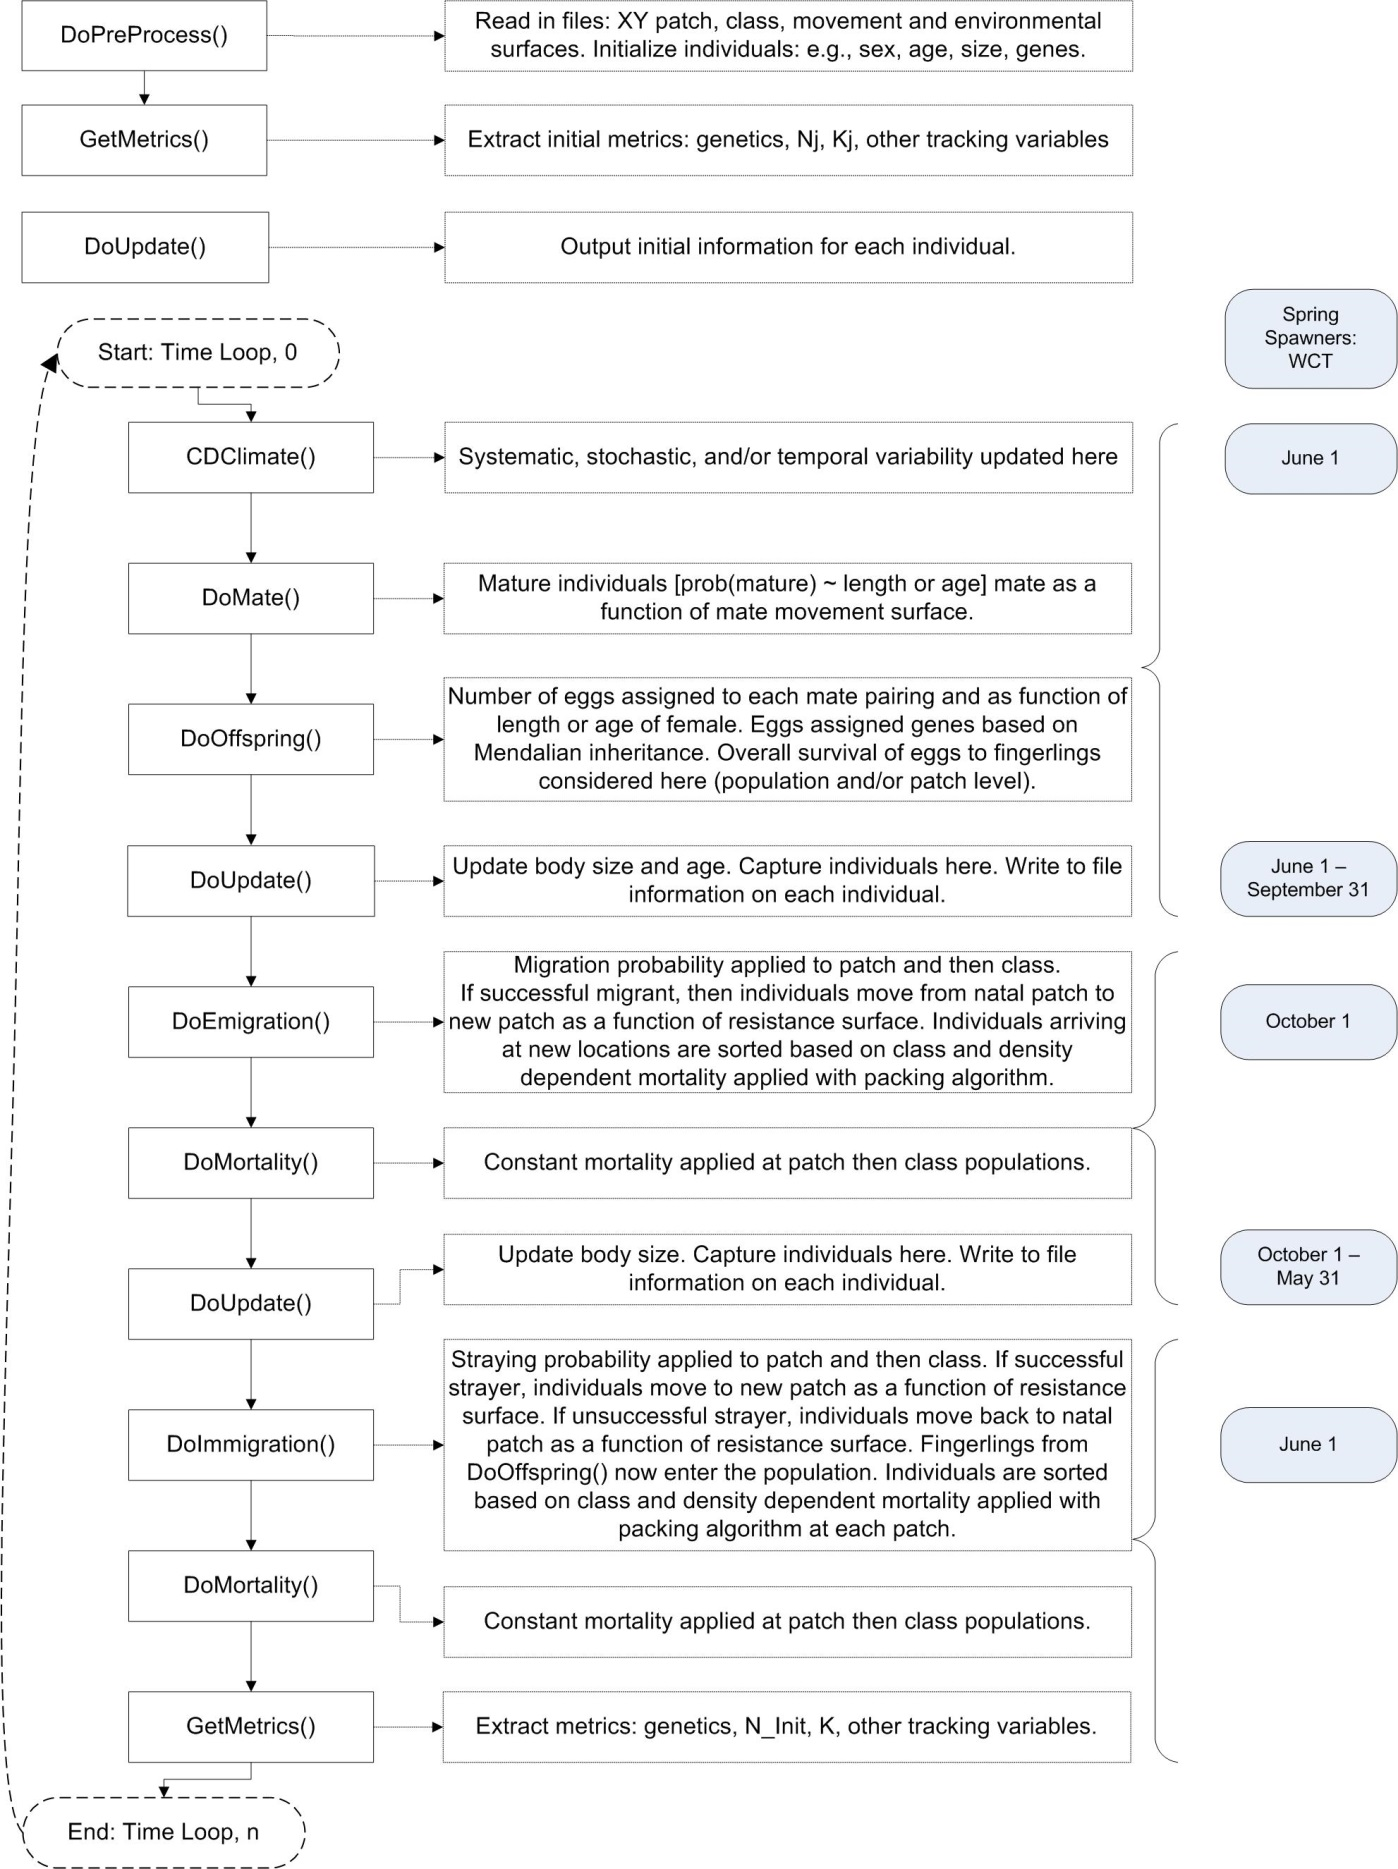 DoPreProcess()
Read in files: XY patch, class, movement and environmental
surfaces. Initialize individuals: e.g., sex, age, size, genes.
GetMetrics()
Extract initial metrics: genetics, Nj, Kj, other tracking variables
DoUpdate()
Output initial information for each individual.
Spring
Spawners:
WCT
Start: Time Loop, 0
CDClimate()
Systematic, stochastic, and/or temporal variability updated here
June 1
DoMate()
Mature individuals [prob(mature) ~ length or age] mate as a
function of mate movement surface.
DoOffspring()
Number of eggs assigned to each mate pairing and as function of
length or age of female. Eggs assigned genes based on
Mendalian inheritance. Overall survival of eggs to fingerlings
considered here (population and/or patch level).
DoUpdate()
Update body size and age. Capture individuals here. Write to file
information on each individual.
June 1 –
September 31
DoEmigration()
Migration probability applied to patch and then class.
If successful migrant, then individuals move from natal patch to
new patch as a function of resistance surface. Individuals arriving
at new locations are sorted based on class and density
dependent mortality applied with packing algorithm.
October 1
DoMortality()
Constant mortality applied at patch then class populations.
DoUpdate()
Update body size. Capture individuals here. Write to file
information on each individual.
October 1 –
May 31
DoImmigration()
Straying probability applied to patch and then class. If successful
strayer, individuals move to new patch as a function of resistance
surface. If unsuccessful strayer, individuals move back to natal
patch as a function of resistance surface. Fingerlings from
DoOffspring() now enter the population. Individuals are sorted
based on class and density dependent mortality applied with
packing algorithm at each patch.
June 1
DoMortality()
Constant mortality applied at patch then class populations.
GetMetrics()
Extract metrics: genetics, N_Init, K, other tracking variables.
End: Time Loop, n